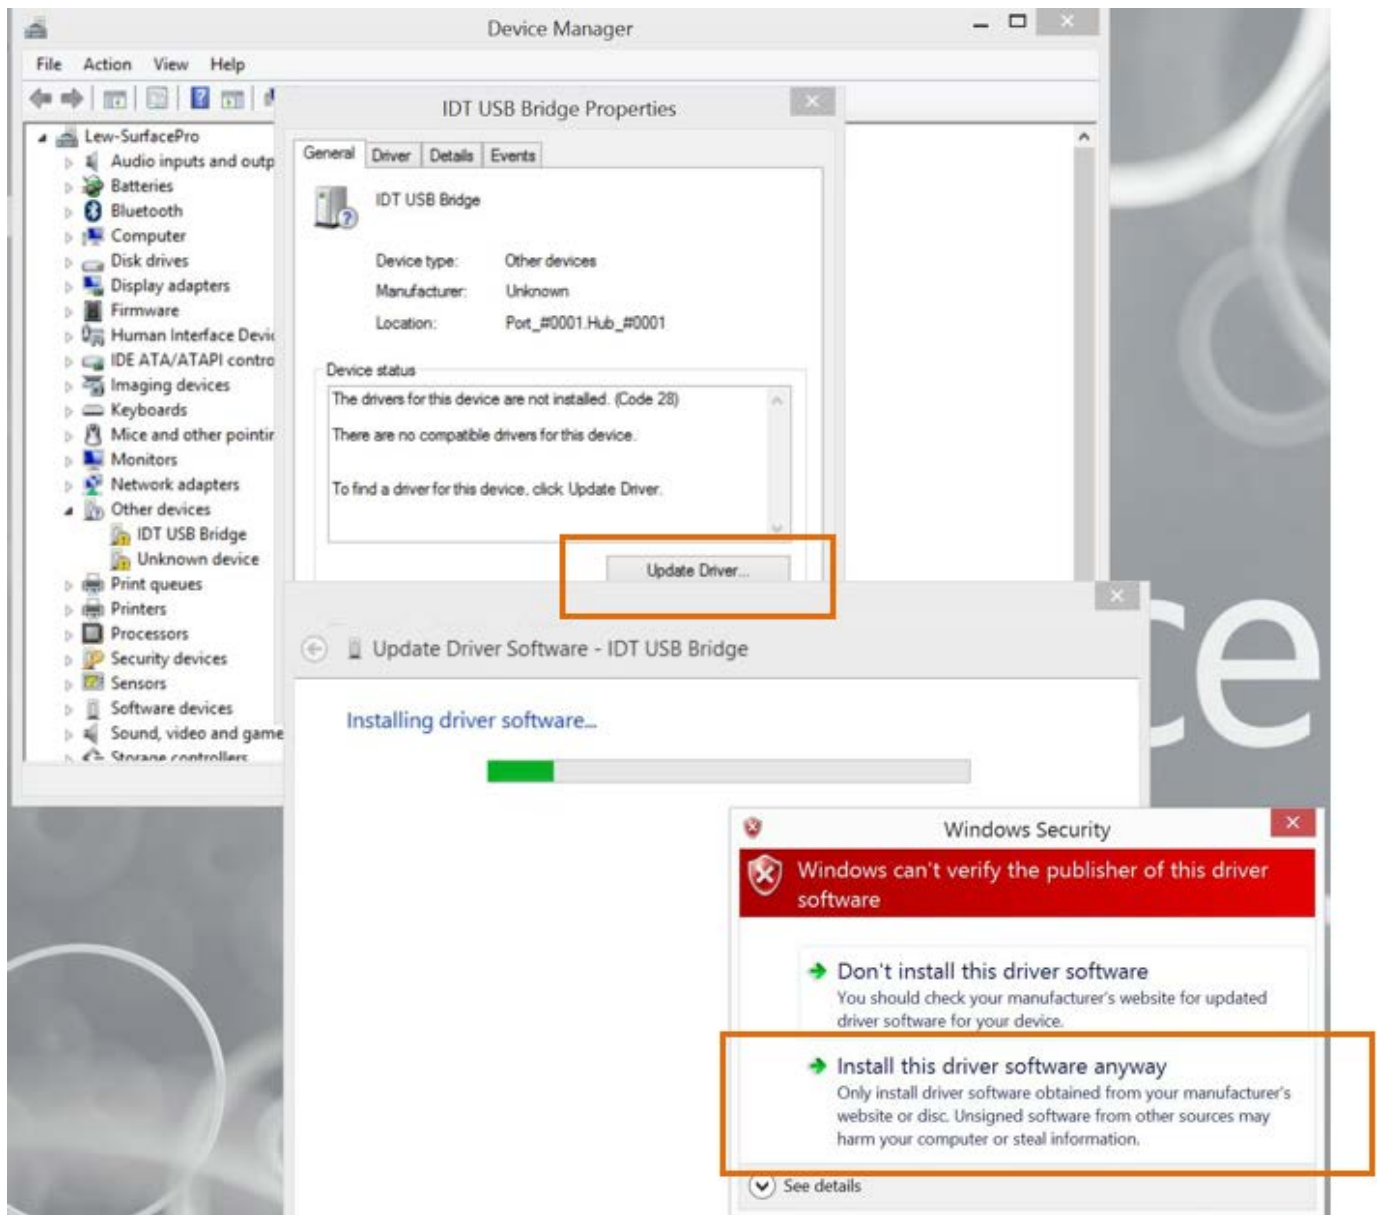 Device Manager
File Action View Help
IDT USB Bridge Properties
Lew-SurfacePro
Audio inputs and outp
Batteries
Bluetooth
Computer
Disk drives
Display adapters
Firmware
Human Interface Devic
IDE ATA/ATAPI contro
Imaging devices
Keyboards
Mice and other pointin
Monitors
Network adapters
Other devices
IDT USB Bridge
Unknown device
Print queues
Printers
Processors
Security devices
Sensors
Software devices
Sound, video and game
Storage controllers
General Driver Details Events
IDT USB Bridge
Device type: Other devices
Manufacturer: Unknown
Location: Port_#0001.Hub_#0001
Device status
The drivers for this device are not installed. (Code 28)
There are no compatible drivers for this device.
To find a driver for this device, click Update Driver.
Update Driver...
ce
Update Driver Software - IDT USB Bridge
Installing driver software...
Windows Security
Windows can't verify the publisher of this driver
software
Don't install this driver software
You should check your manufacturer's website for updated
driver software for your device.
Install this driver software anyway
Only install driver software obtained from your manufacturer's
website or disc. Unsigned software from other sources may
harm your computer or steal information.
See details